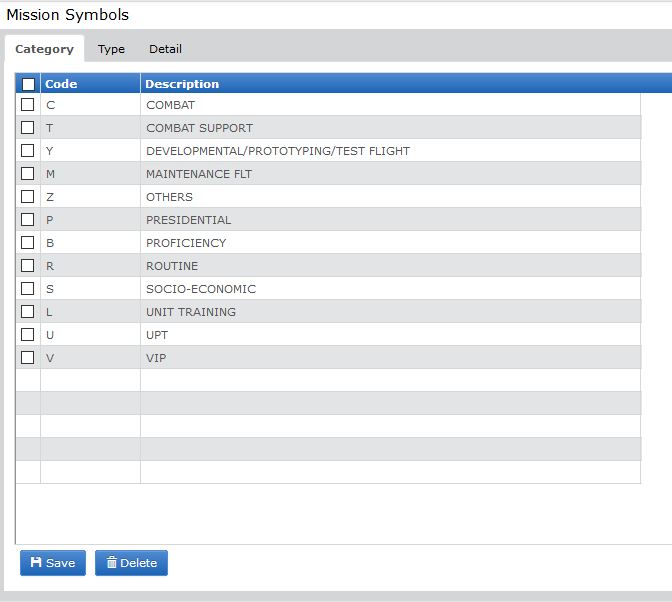 Mission Symbols
Category Type Detail
Code Description
C COMBAT
T COMBAT SUPPORT
Y DEVELOPMENTAL/PROTOTYPING/TEST FLIGHT
M MAINTENANCE FLT
Z OTHERS
P PRESIDENTIAL
B PROFICIENCY
R ROUTINE
S SOCIO-ECONOMIC
L UNIT TRAINING
U UPT
V VIP
Save Delete